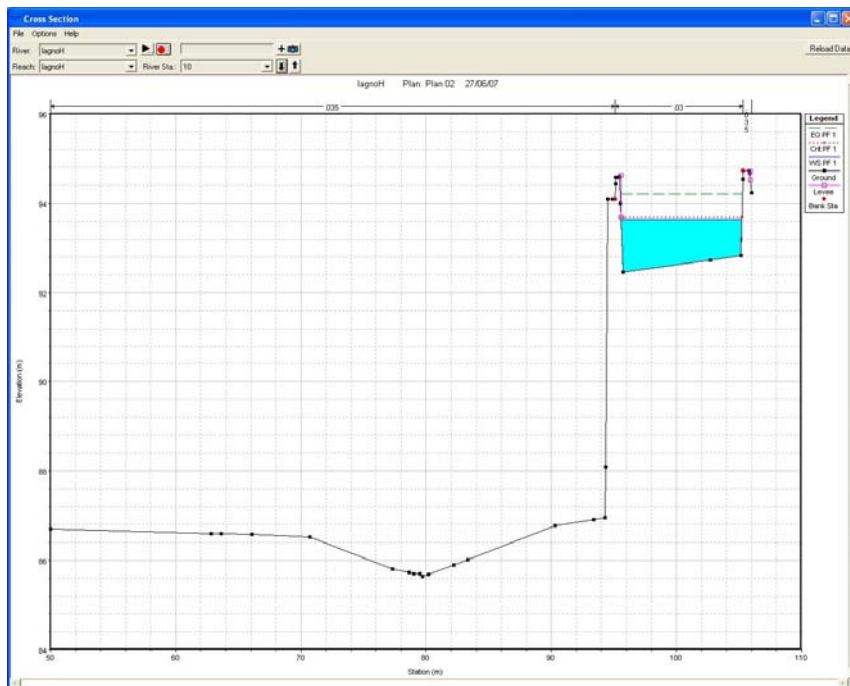 Cross Section
File Options Help
River: lagnoH
Reload Data
Reach: lagnoH River Sta.: 10
lagnoH Plan: Plan 02 27/06/07
.035 .03 .035
Legend
EG PF 1
Crit PF 1
WS PF 1
Ground
Levee
Bank Sta
96
94
92
90
88
86
84
Elevation (m)
50 60 70 80 90 100 110
Station (m)